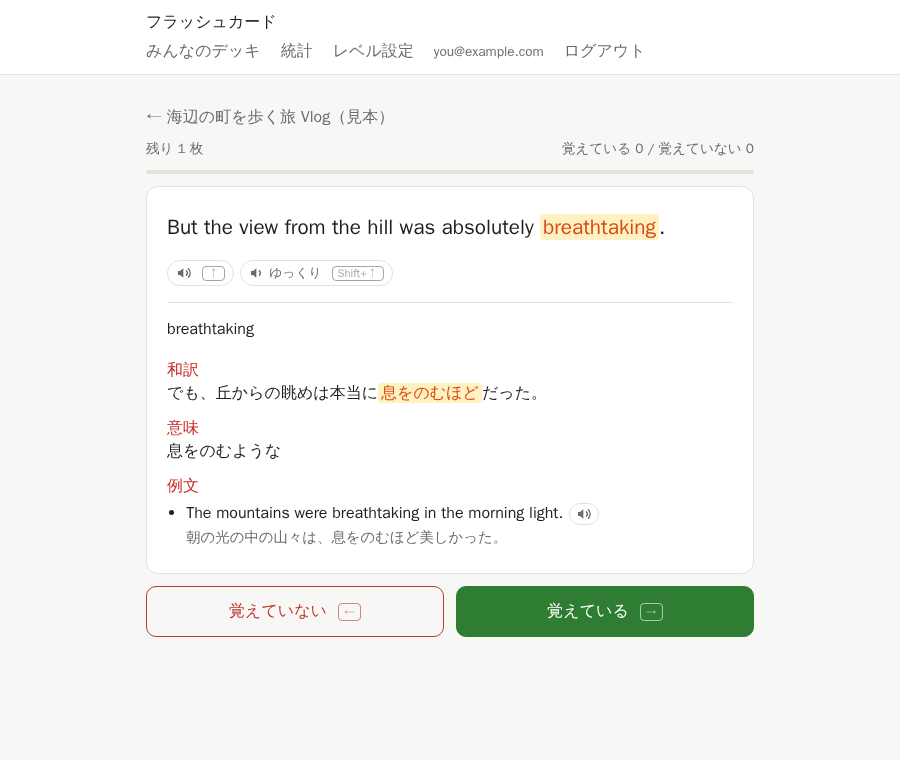 フラッシュカード
みんなのデッキ 統計 レベル設定 you@example.com ログアウト
← 海辺の町を歩く旅 Vlog（見本）
残り 1 枚 覚えている 0 / 覚えていない 0
But the view from the hill was absolutely breathtaking.
↑ ゆっくり Shift+↑
breathtaking
和訳
でも、丘からの眺めは本当に息をのむほどだった。
意味
息をのむような
例文
• The mountains were breathtaking in the morning light.
朝の光の中の山々は、息をのむほど美しかった。
覚えていない ← 覚えている →